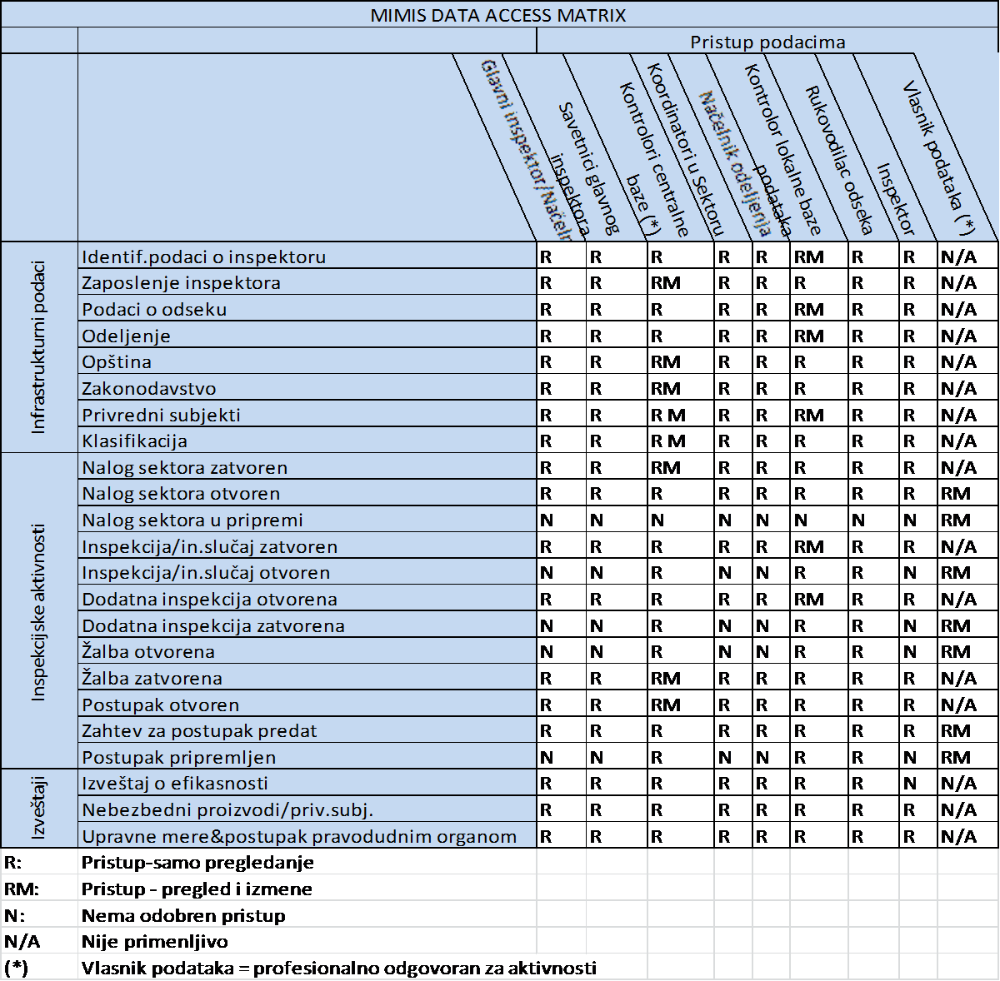 MIMIS DATA ACCESS MATRIX
Pristup podacima
Glavni inspektor/Načeln
Savetnici glavnog
inspektora
Kontrolori centralne
baze (*)
Koordinatori u Sektoru
Načelnik odeljenja
Kontrolor lokalne baze
podataka
Rukovodilac odseka
Inspektor
Vlasnik podataka (*)
Infrastrukturni podaci
Identif.podaci o inspektoru R R R R R RM R R N/A
Zaposlenje inspektora R R RM R R R R R N/A
Podaci o odseku R R R R R RM R R N/A
Odeljenje R R R R R RM R R N/A
Opština R R RM R R R R R N/A
Zakonodavstvo R R RM R R R R R N/A
Privredni subjekti R R R M R R RM R R N/A
Klasifikacija R R R M R R R R R N/A
Inspekcijske aktivnosti
Nalog sektora zatvoren R R RM R R R R R N/A
Nalog sektora otvoren R R R R R R R R RM
Nalog sektora u pripremi N N N N N N N N RM
Inspekcija/in.slučaj zatvoren R R R R R RM R R N/A
Inspekcija/in.slučaj otvoren N N R N N R R N RM
Dodatna inspekcija otvorena R R R R R RM R R N/A
Dodatna inspekcija zatvorena N N R N N R R N RM
Žalba otvorena N N R N N R R N RM
Žalba zatvorena R R RM R R R R R N/A
Postupak otvoren R R RM R R R R R N/A
Zahtev za postupak predat R R R R R R R R RM
Postupak pripremljen N N R N N R R N RM
Izveštaji
Izveštaj o efikasnosti R R R R R R R N N/A
Nebezbedni proizvodi/priv.subj. R R R R R R R R N/A
Upravne mere&postupak pravodudnim organom R R R R R R R R N/A
R: Pristup-samo pregledanje
RM: Pristup - pregled i izmene
N: Nema odobren pristup
N/A Nije primenljivo
(*) Vlasnik podataka = profesionalno odgovoran za aktivnosti